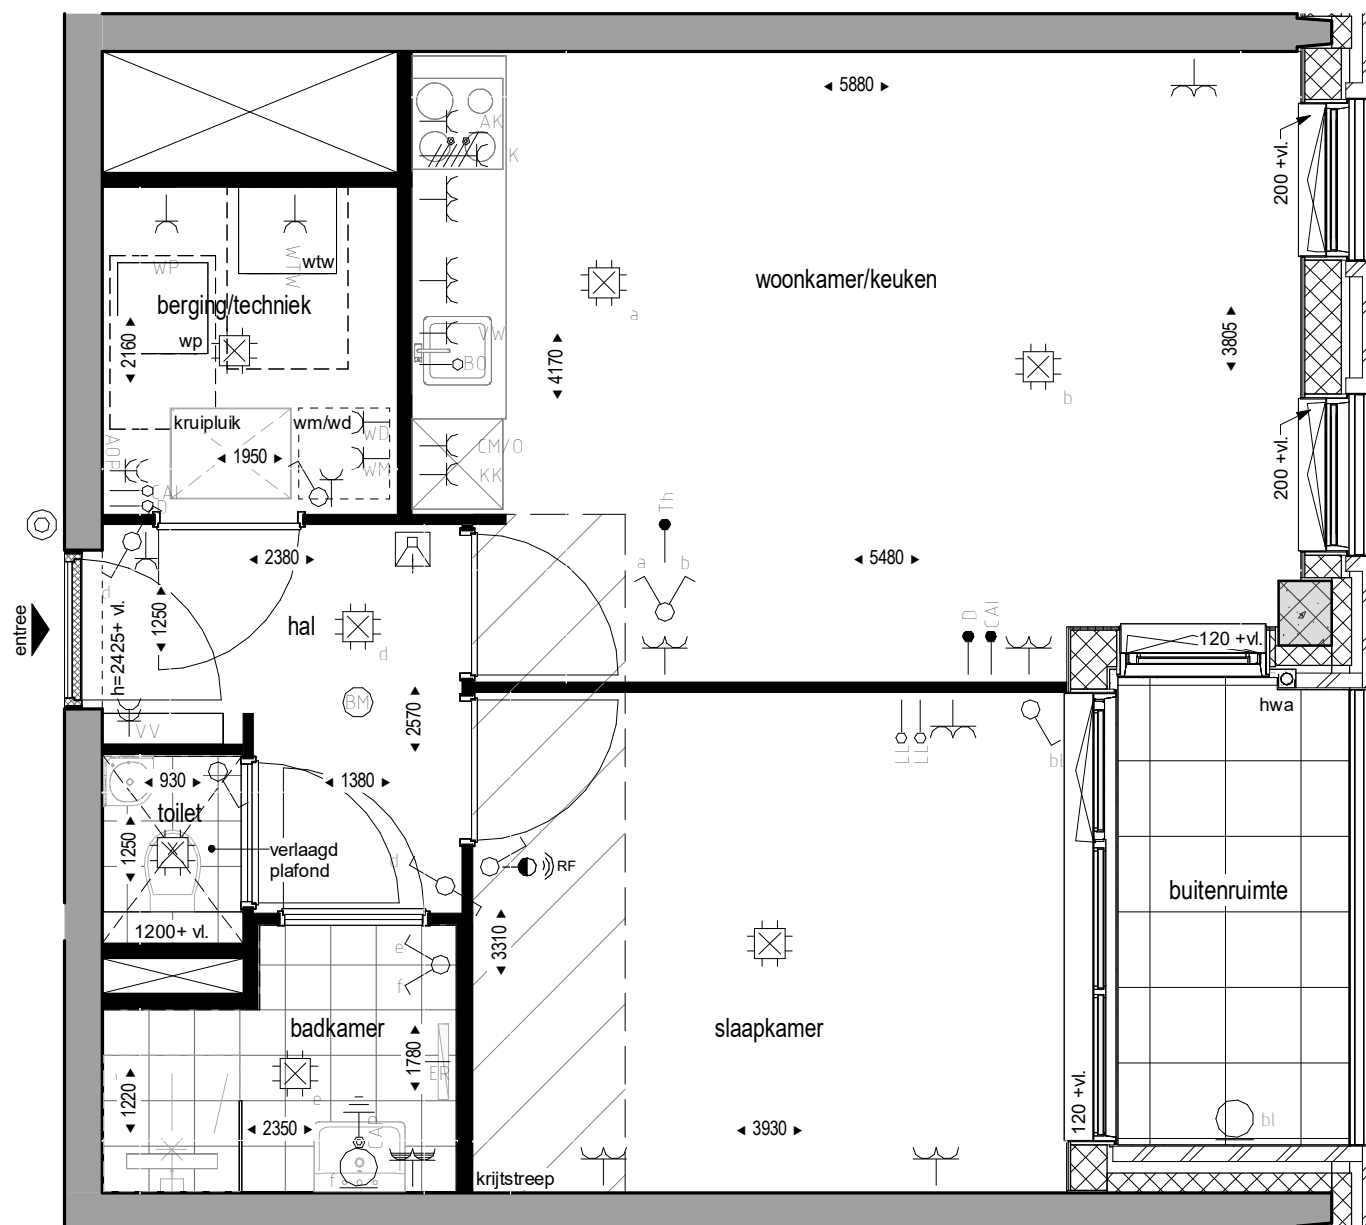 5880
AK
K
200 +vl.
WTW
wtw
WP
berging/techniek
woonkamer/keuken
a
2160
wp
VW
BO
4170
3805
b
kruipluik
wm/wd
WD
CM/O
AOP
1950
WM
KK
200 +vl.
CAI
D
Th
2380
5480
a
b
d
1250
hal
D
CAI
entree
h=2425+ vl.
d
120 +vl.
BM
2570
hwa
VV
LL
LL
bl
930
1380
toilet
1250
verlaagd
plafond
d
RF
buitenruimte
1200+ vl.
3310
e
f
badkamer
slaapkamer
1780
ER
1220
e
120 +vl.
2350
CAP
3930
bl
f
krijtstreep